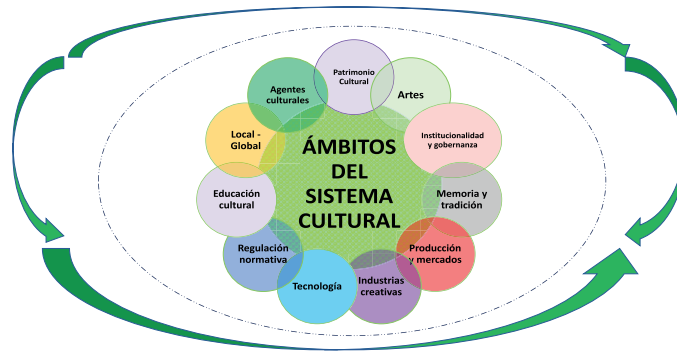 Patrimonio
Cultural
Artes
Institucionalidad
y gobernanza
Memoria y
tradición
Producción
y mercados
Industrias
creativas
Tecnología
Regulación
normativa
Educación
cultural
Local -
Global
Agentes
culturales
ÁMBITOS
DEL
SISTEMA
CULTURAL